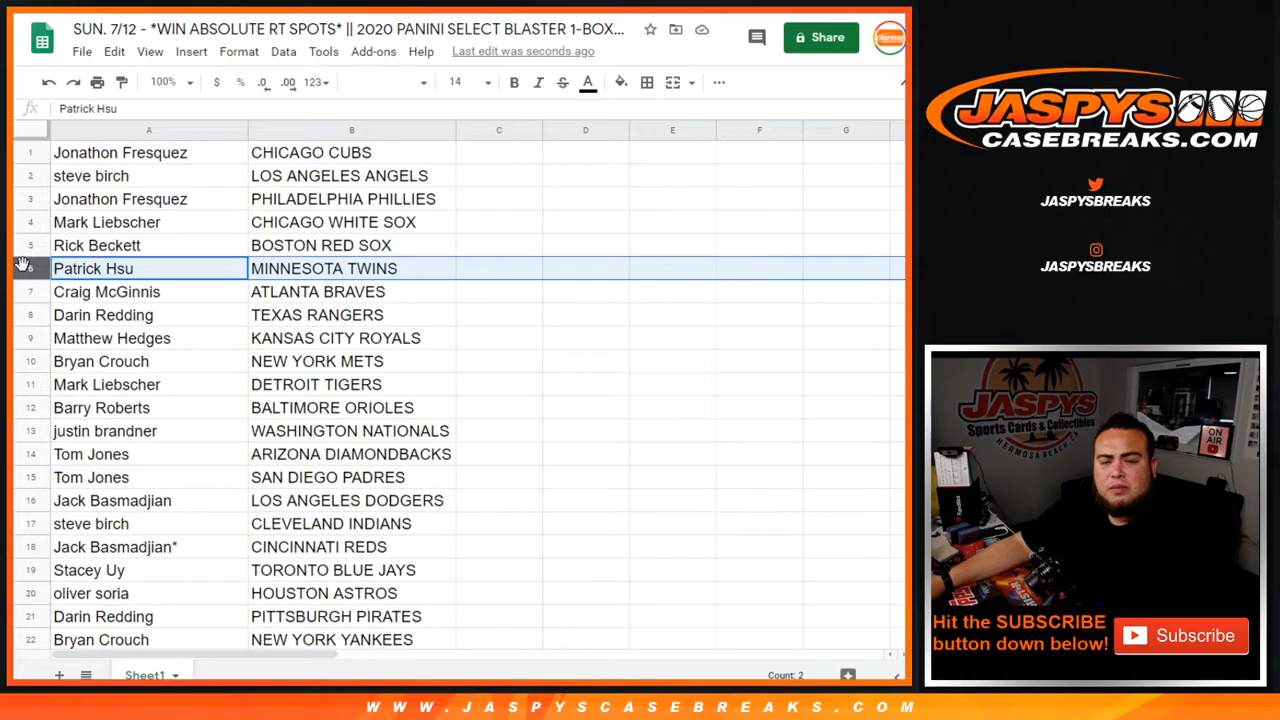 SUN. 7/12 - *WIN ABSOLUTE RT SPOTS* || 2020 PANINI SELECT BLASTER 1-BOX...
File Edit View Insert Format Data Tools Add-ons Help Last edit was seconds ago
Share
100% $ % .0 .00 123 14 B I S A
fx Patrick Hsu
A B C D E F G
1 Jonathon Fresquez CHICAGO CUBS
2 steve birch LOS ANGELES ANGELS
3 Jonathon Fresquez PHILADELPHIA PHILLIES
4 Mark Liebscher CHICAGO WHITE SOX
5 Rick Beckett BOSTON RED SOX
6 Patrick Hsu MINNESOTA TWINS
7 Craig McGinnis ATLANTA BRAVES
8 Darin Redding TEXAS RANGERS
9 Matthew Hedges KANSAS CITY ROYALS
10 Bryan Crouch NEW YORK METS
11 Mark Liebscher DETROIT TIGERS
12 Barry Roberts BALTIMORE ORIOLES
13 justin brandner WASHINGTON NATIONALS
14 Tom Jones ARIZONA DIAMONDBACKS
15 Tom Jones SAN DIEGO PADRES
16 Jack Basmadjian LOS ANGELES DODGERS
17 steve birch CLEVELAND INDIANS
18 Jack Basmadjian* CINCINNATI REDS
19 Stacey Uy TORONTO BLUE JAYS
20 oliver soria HOUSTON ASTROS
21 Darin Redding PITTSBURGH PIRATES
22 Bryan Crouch NEW YORK YANKEES
Sheet1
Count: 2
JASPYS
CASEBREAKS.COM
JASPYSBREAKS
JASPYSBREAKS
JASPYS
Sports Cards & Collectibles
HERMOSA BEACH CA
ON AIR
Hit the SUBSCRIBE
button down below!
Subscribe
WWW.JASPYSCASEBREAKS.COM